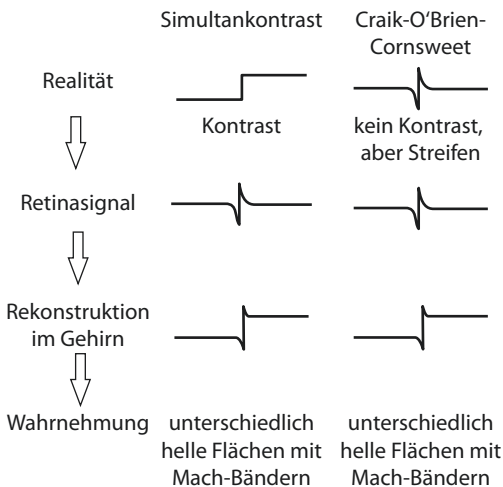 Simultankontrast
Craik-O‘Brien-
Cornsweet
Realität
Kontrast
kein Kontrast,
aber Streifen
Retinasignal
Rekonstruktion
im Gehirn
Wahrnehmung
unterschiedlich
helle Flächen mit
Mach-Bändern
unterschiedlich
helle Flächen mit
Mach-Bändern